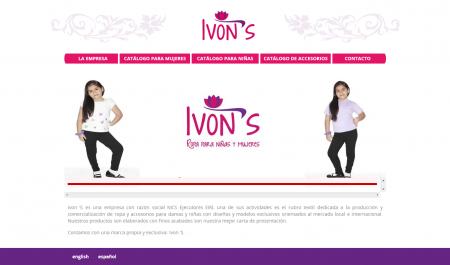 IVON'S
LA EMPRESA CATÁLOGO PARA MUJERES CATÁLOGO PARA NIÑAS CATÁLOGO DE ACCESORIOS CONTACTO
IVON'S
ROPA PARA NIÑAS Y MUJERES
Ivon 'S es una empresa con razón social NICS Ejecutores EIRL una de sus actividades es el rubro textil dedicada a la producción y
comercialización de ropa y accesorios para damas y niñas con diseños y modelos exclusivos orientados al mercado local e internacional.
Nuestros productos son elaborados con finos acabados son nuestra mejor carta de presentación.
Contamos con una marca propia y exclusiva: Ivon 'S.
english español